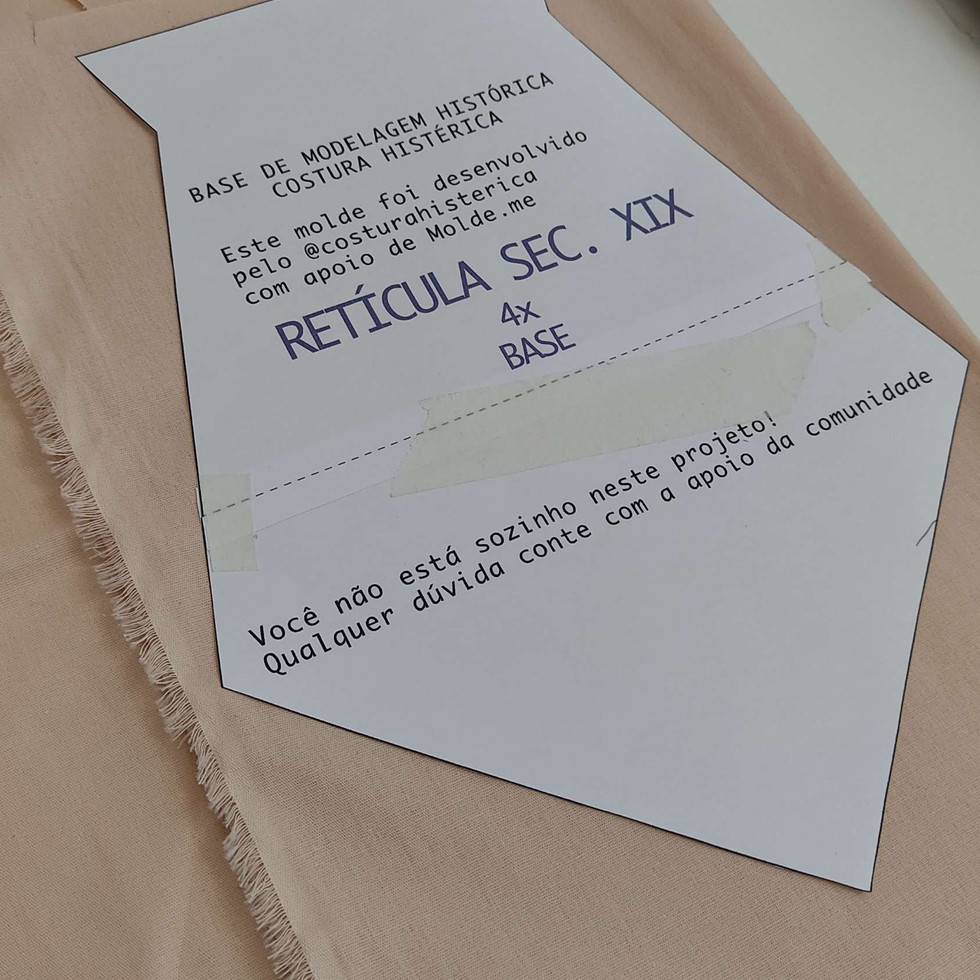 BASE DE MODELAGEM HISTÓRICA
COSTURA HISTÉRICA
Este molde foi desenvolvido
pelo @costurahisterica
com apoio de Molde.me
RETÍCULA SEC. XIX
4x
BASE
Você não está sozinho neste projeto!
Qualquer dúvida conte com a apoio da comunidade